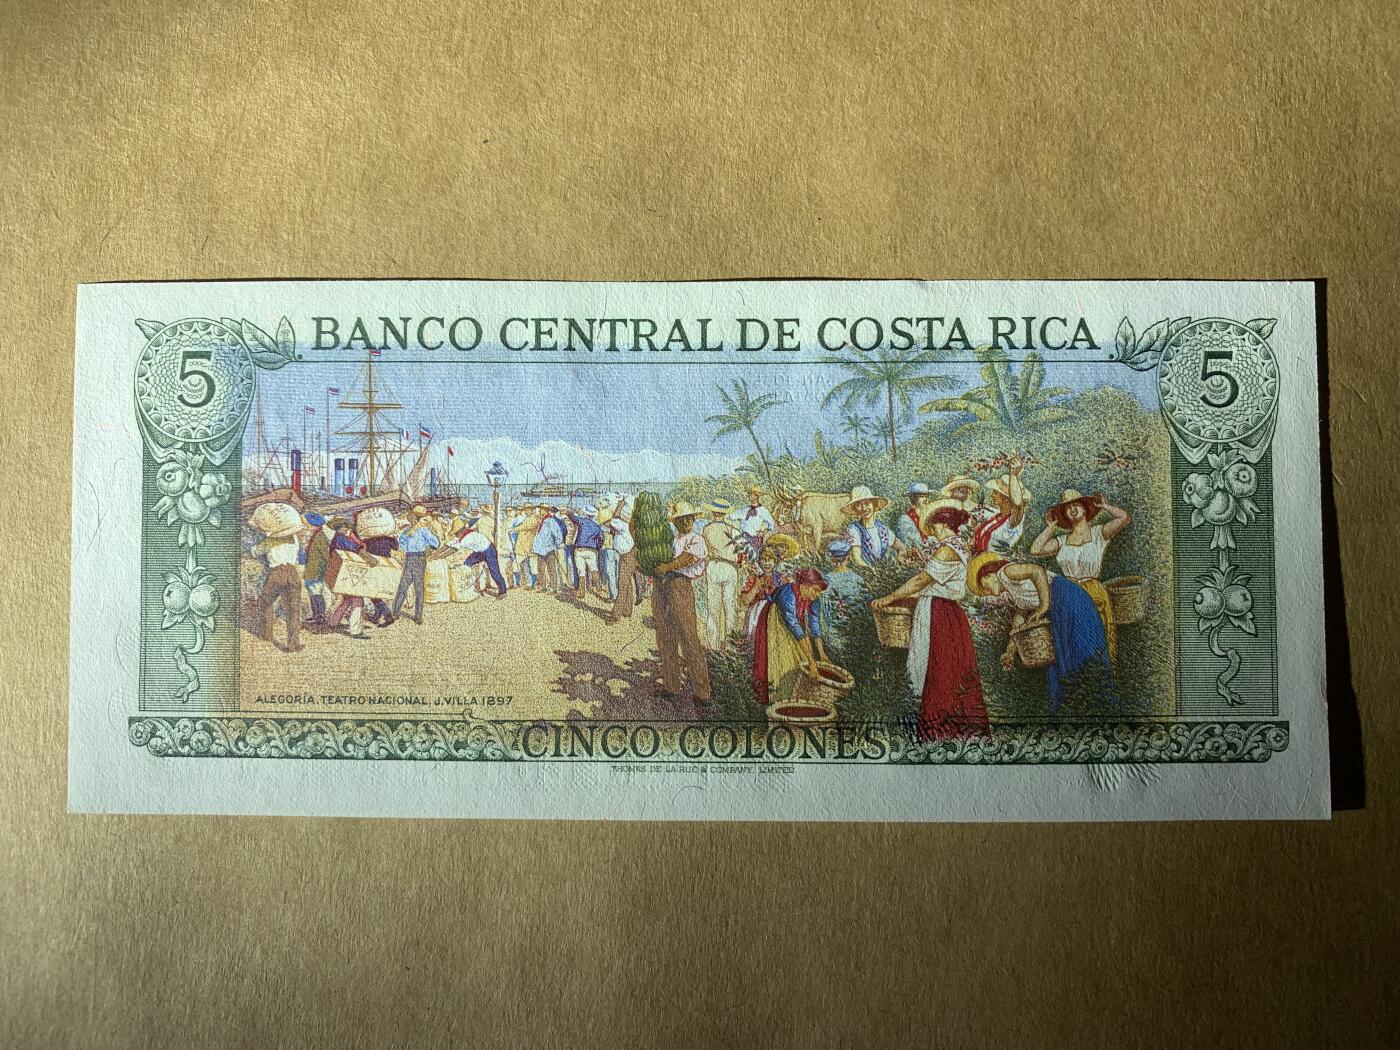 BANCO CENTRAL DE COSTA RICA
5
5
ALEGORÍA. TEATRO NACIONAL. J. VILLA 1897
CINCO COLONES
THOMAS DE LA RUE & COMPANY, LIMITED